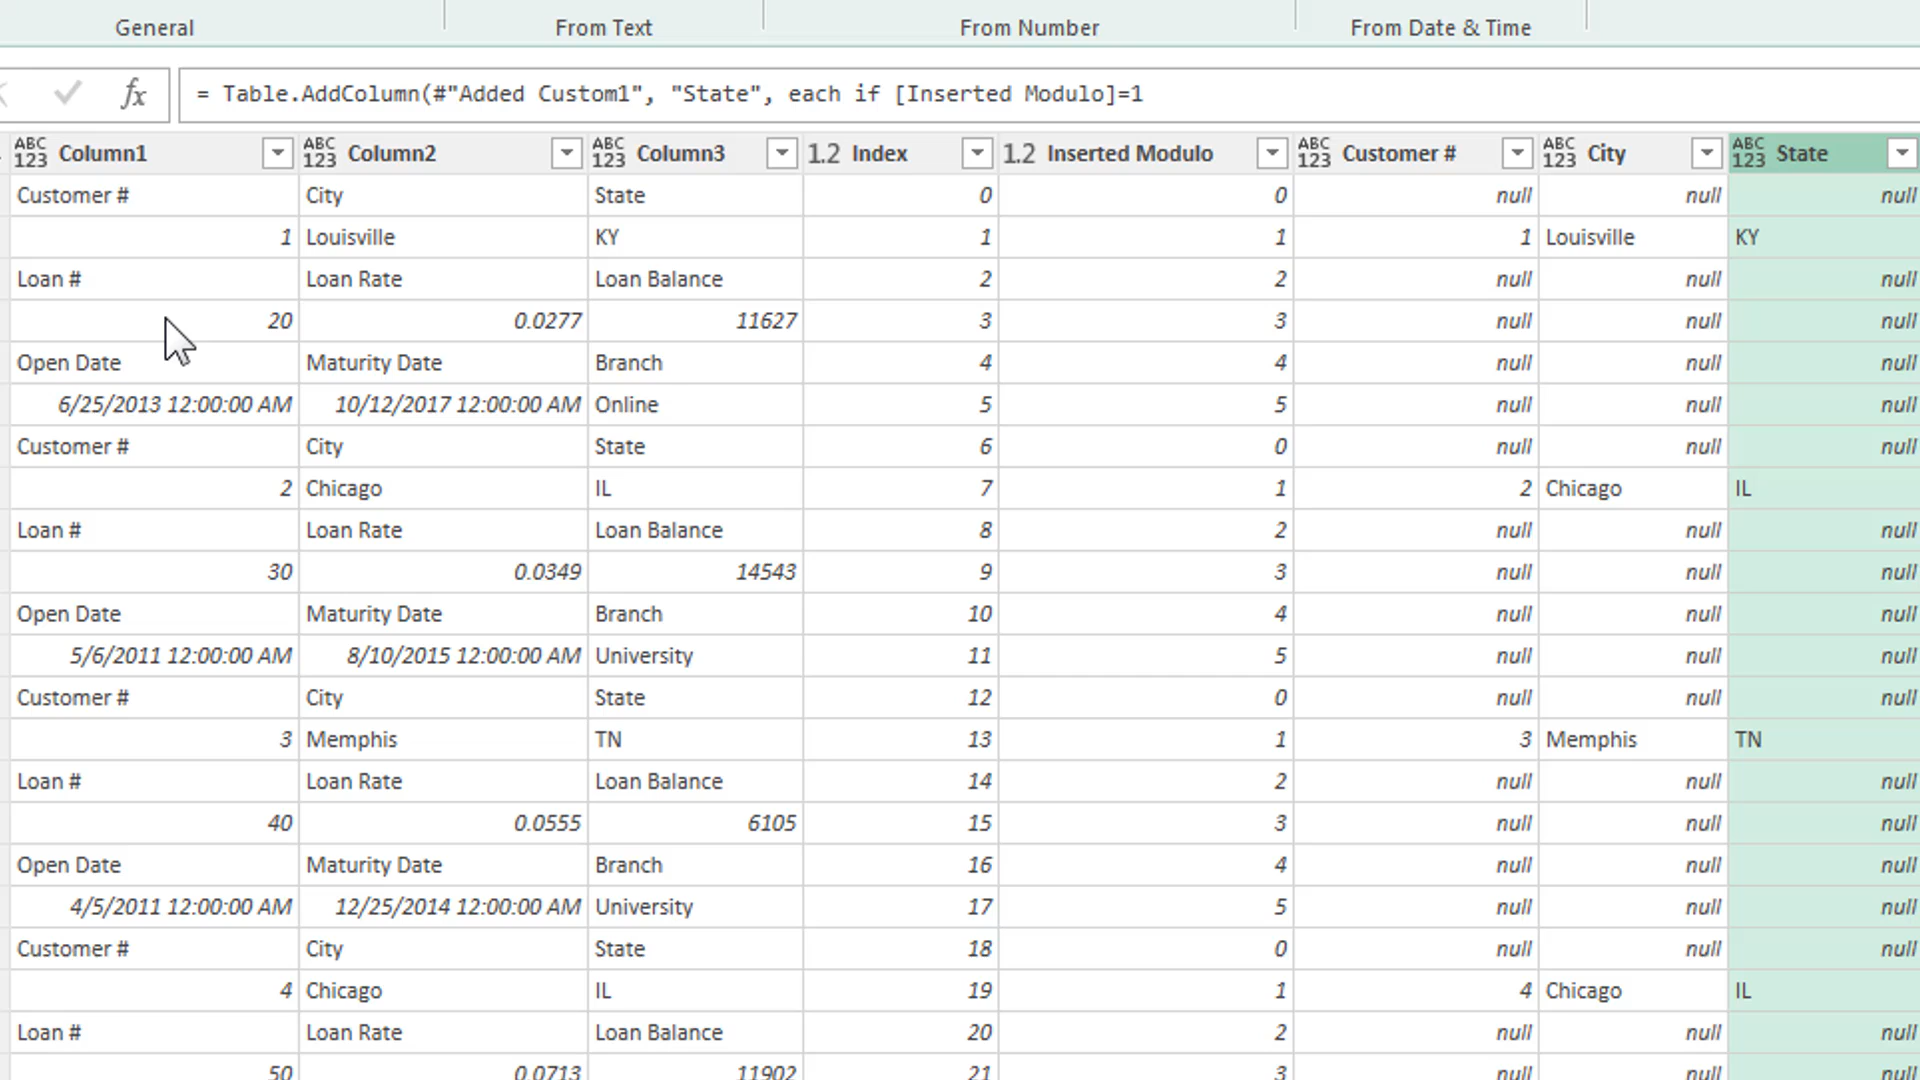 General From Text From Number From Date & Time
fx = Table.AddColumn(#"Added Custom1", "State", each if [Inserted Modulo]=1
ABC 123 Column1 ABC 123 Column2 ABC 123 Column3 1.2 Index 1.2 Inserted Modulo ABC 123 Customer # ABC 123 City ABC 123 State
Customer # City State 0 0 null null null
1 Louisville KY 1 1 1 Louisville KY
Loan # Loan Rate Loan Balance 2 2 null null null
20 0.0277 11627 3 3 null null null
Open Date Maturity Date Branch 4 4 null null null
6/25/2013 12:00:00 AM 10/12/2017 12:00:00 AM Online 5 5 null null null
Customer # City State 6 0 null null null
2 Chicago IL 7 1 2 Chicago IL
Loan # Loan Rate Loan Balance 8 2 null null null
30 0.0349 14543 9 3 null null null
Open Date Maturity Date Branch 10 4 null null null
5/6/2011 12:00:00 AM 8/10/2015 12:00:00 AM University 11 5 null null null
Customer # City State 12 0 null null null
3 Memphis TN 13 1 3 Memphis TN
Loan # Loan Rate Loan Balance 14 2 null null null
40 0.0555 6105 15 3 null null null
Open Date Maturity Date Branch 16 4 null null null
4/5/2011 12:00:00 AM 12/25/2014 12:00:00 AM University 17 5 null null null
Customer # City State 18 0 null null null
4 Chicago IL 19 1 4 Chicago IL
Loan # Loan Rate Loan Balance 20 2 null null null
50 0.0713 11902 21 3 null null null